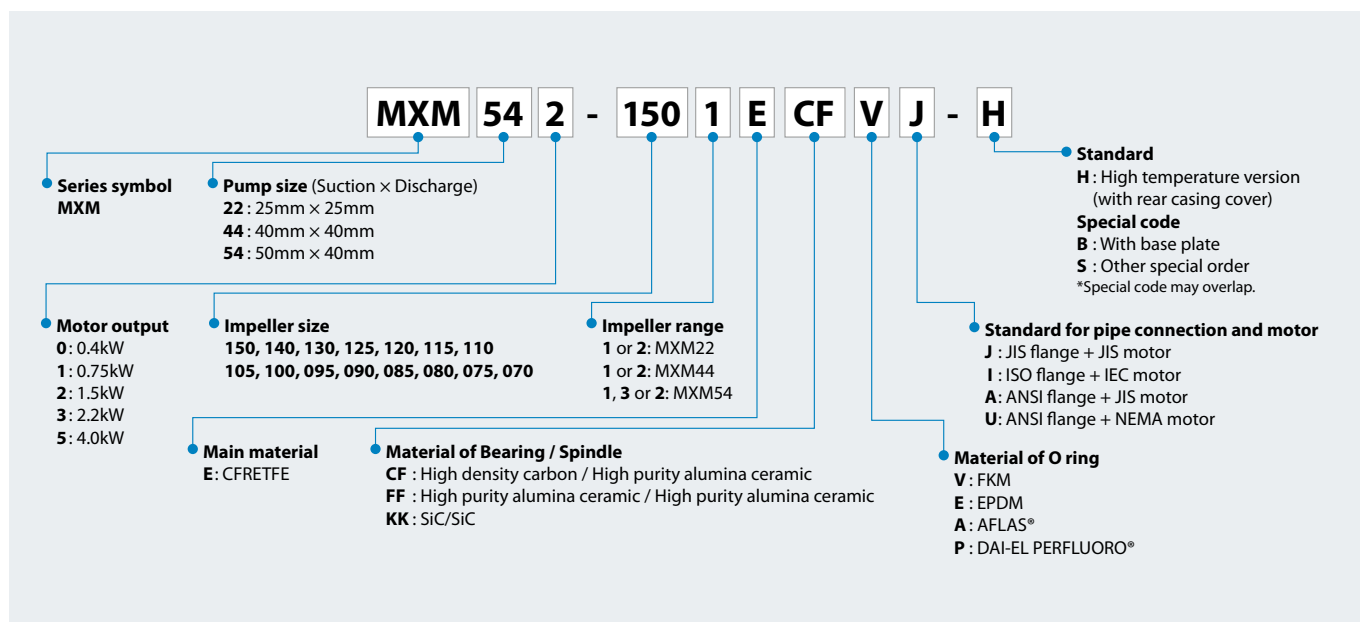 MXM 54 2 - 150 1 E CF V J - H
Series symbol
MXM
Pump size (Suction × Discharge)
22 : 25mm × 25mm
44 : 40mm × 40mm
54 : 50mm × 40mm
Standard
H : High temperature version
(with rear casing cover)
Special code
B : With base plate
S : Other special order
*Special code may overlap.
Motor output
0 : 0.4kW
1 : 0.75kW
2 : 1.5kW
3 : 2.2kW
5 : 4.0kW
Impeller size
150, 140, 130, 125, 120, 115, 110
105, 100, 095, 090, 085, 080, 075, 070
Impeller range
1 or 2: MXM22
1 or 2: MXM44
1, 3 or 2: MXM54
Standard for pipe connection and motor
J : JIS flange + JIS motor
I : ISO flange + IEC motor
A : ANSI flange + JIS motor
U : ANSI flange + NEMA motor
Main material
E : CFRETFE
Material of Bearing / Spindle
CF : High density carbon / High purity alumina ceramic
FF : High purity alumina ceramic / High purity alumina ceramic
KK : SiC/SiC
Material of O ring
V : FKM
E : EPDM
A : AFLAS®
P : DAI-EL PERFLUORO®